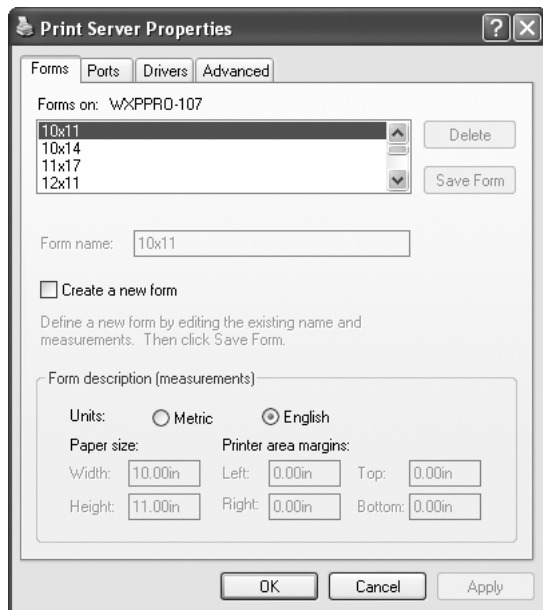 Print Server Properties
Forms Ports Drivers Advanced
Forms on: WXPPRO-107
10x11
10x14
11x17
12x11
Delete
Save Form
Form name: 10x11
Create a new form
Define a new form by editing the existing name and
measurements. Then click Save Form.
Form description (measurements)
Units: Metric English
Paper size: Printer area margins:
Width: 10.00in Left: 0.00in Top: 0.00in
Height: 11.00in Right: 0.00in Bottom: 0.00in
OK Cancel Apply